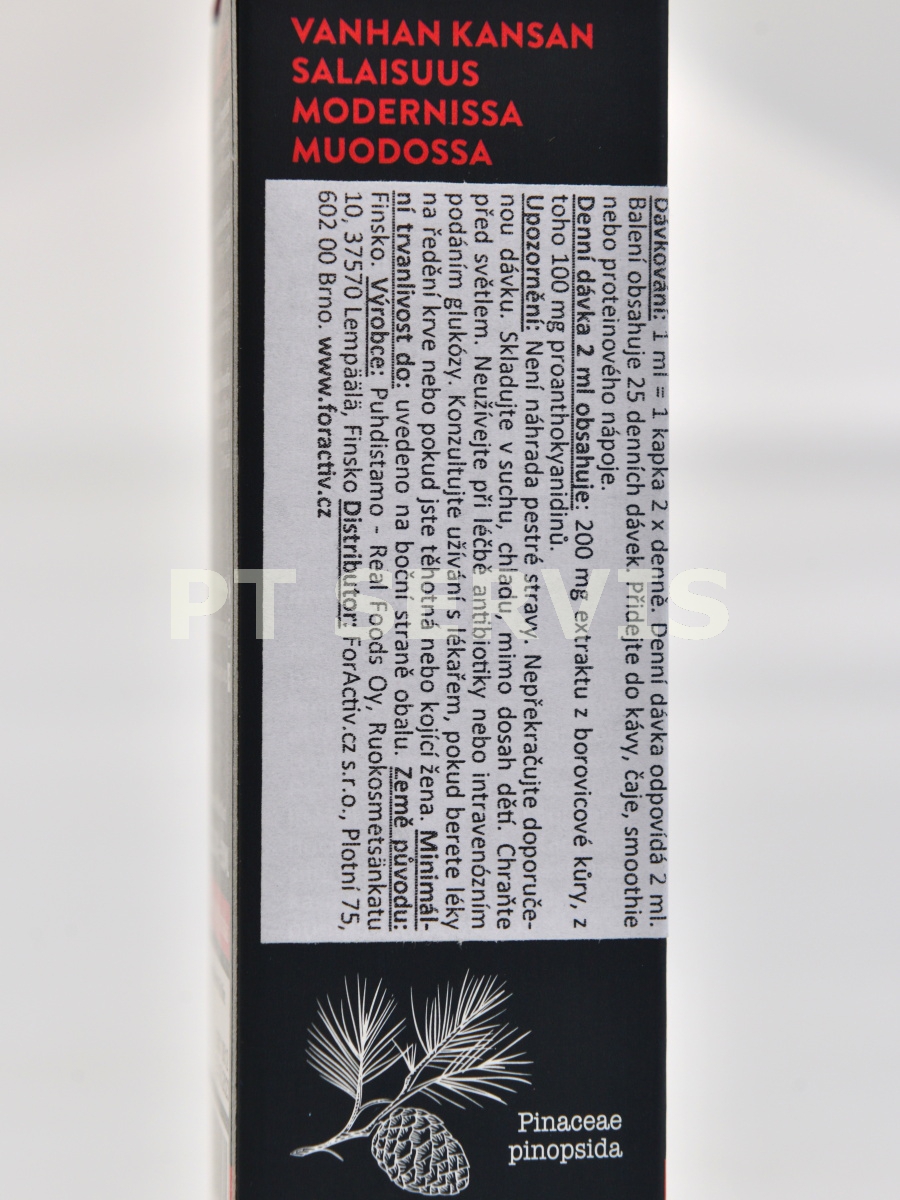 VANHAN KANSAN
SALAISUUS
MODERNISSA
MUODOSSA
Dávkování: 1 ml = 1 kapka 2 x denně. Denní dávka odpovídá 2 ml.
Balení obsahuje 25 denních dávek. Přidejte do kávy, čaje, smoothie
nebo proteinového nápoje.
Denní dávka 2 ml obsahuje: 200 mg extraktu z borovicové kůry, z
toho 100 mg proanthokyanidinů.
Upozornění: Není náhrada pestré stravy. Nepřekračujte doporuče-
nou dávku. Skladujte v suchu, chladu, mimo dosah dětí. Chraňte
před světlem. Neužívejte při léčbě antibiotiky nebo intravenózním
podáním glukózy. Konzultujte užívání s lékařem, pokud berete léky
na ředění krve nebo pokud jste těhotná nebo kojící žena. Minimál-
ní trvanlivost do: uvedeno na boční straně obalu. Země původu:
Finsko. Výrobce: Puhdistamo - Real Foods Oy, Ruokosmetsänkatu
10, 37570 Lempäälä, Finsko Distributor: ForActiv.cz s.r.o., Plotní 75,
602 00 Brno. www.foractiv.cz
PT SERVIS
Pinaceae
pinopsida